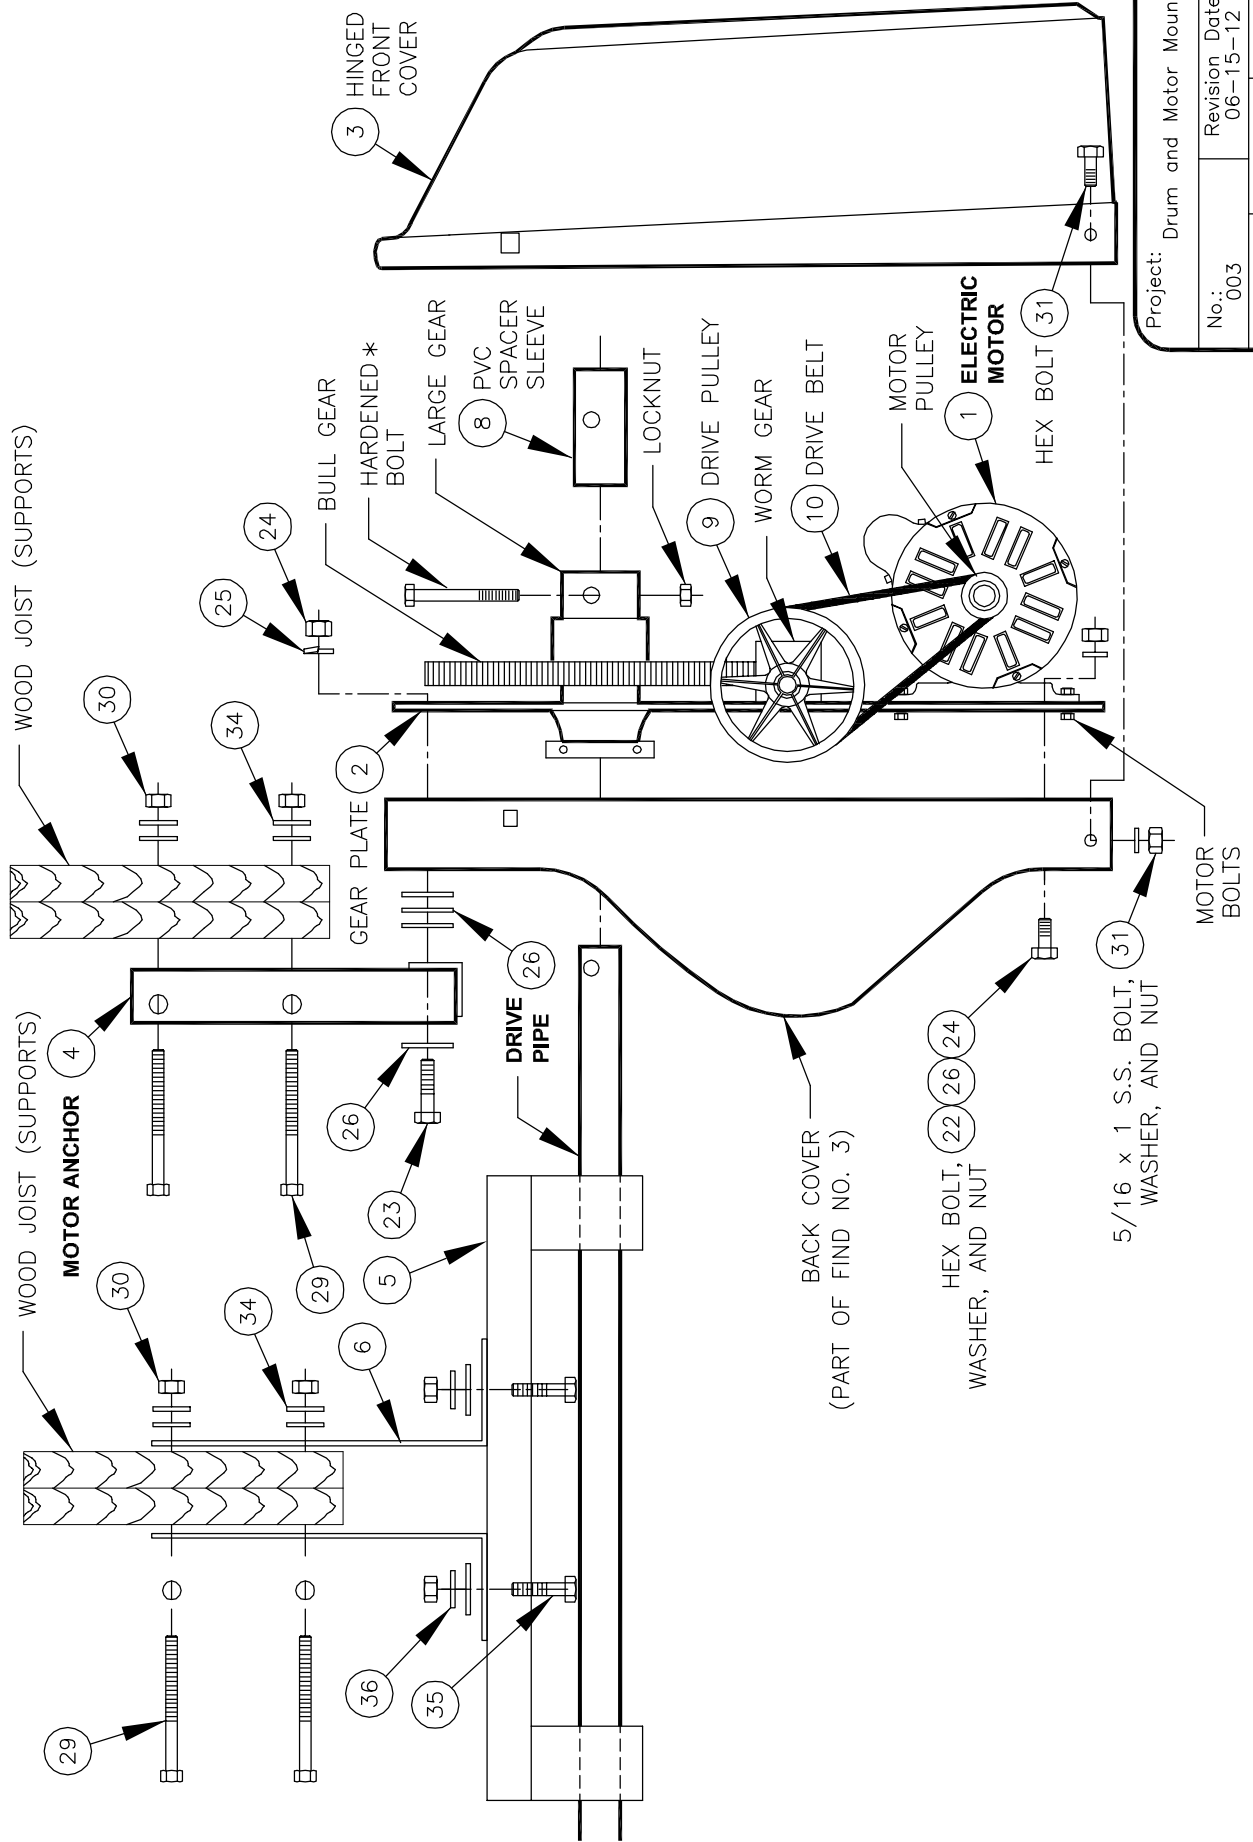 WOOD JOIST (SUPPORTS)
WOOD JOIST (SUPPORTS)
30
34
25
24
BULL GEAR
HARDENED*
BOLT
LARGE GEAR
8
PVC
SPACER
SLEEVE
LOCKNUT
9
DRIVE PULLEY
WORM GEAR
10
DRIVE BELT
MOTOR
PULLEY
1
ELECTRIC
MOTOR
HEX BOLT
31
3
HINGED
FRONT
COVER
MOTOR ANCHOR
4
30
34
29
29
6
5
23
26
26
GEAR PLATE
2
DRIVE
PIPE
36
35
BACK COVER
(PART OF FIND NO. 3)
HEX BOLT,
22
26
24
WASHER, AND NUT
5/16 x 1 S.S. BOLT,
31
WASHER, AND NUT
MOTOR
BOLTS
Project:
Drum and Motor Moun
No.:
003
Revision Date
06-15-12